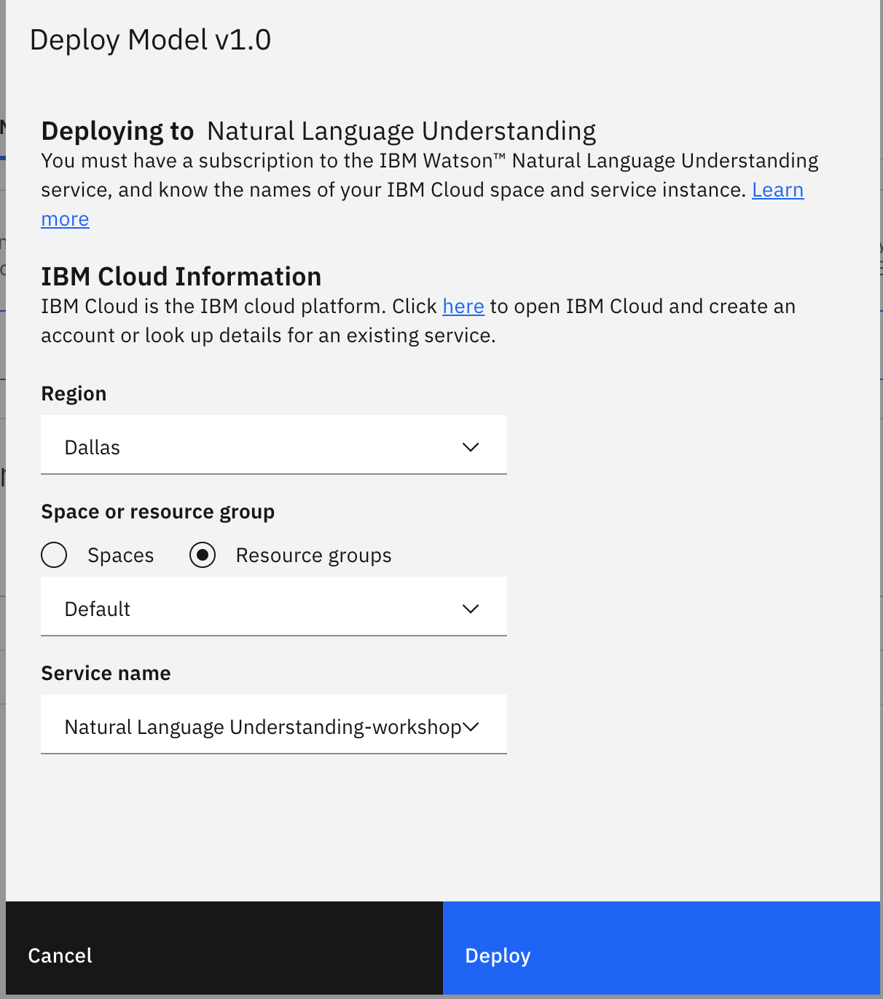 Deploy Model v1.0
Deploying to Natural Language Understanding
You must have a subscription to the IBM Watson™ Natural Language Understanding
service, and know the names of your IBM Cloud space and service instance. Learn
more
IBM Cloud Information
IBM Cloud is the IBM cloud platform. Click here to open IBM Cloud and create an
account or look up details for an existing service.
Region
Dallas
Space or resource group
Spaces Resource groups
Default
Service name
Natural Language Understanding-workshop
Cancel Deploy